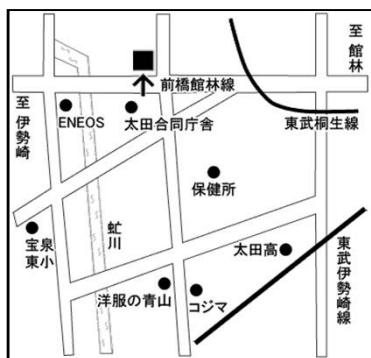 至 館林
前橋館林線
至 伊勢崎
ENEOS
太田合同庁舎
東武桐生線
保健所
宝泉
東小
虻川
太田高
東武伊勢崎線
洋服の青山
コジマ